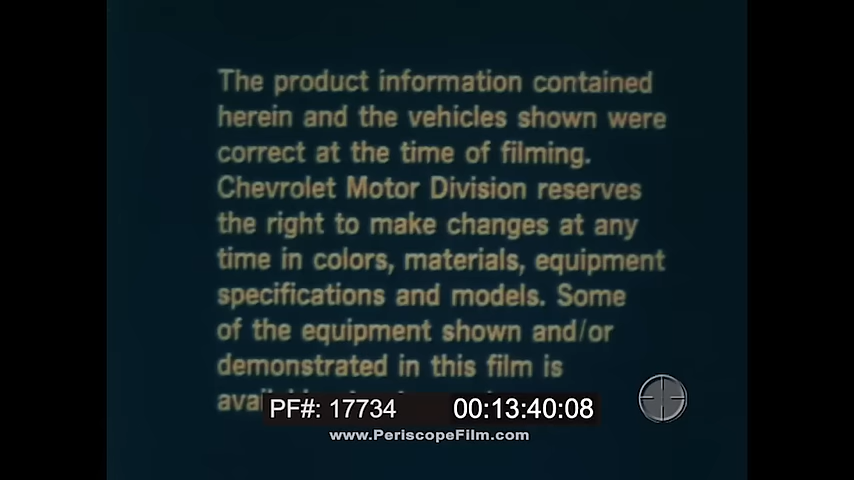 The product information contained
herein and the vehicles shown were
correct at the time of filming.
Chevrolet Motor Division reserves
the right to make changes at any
time in colors, materials, equipment
specifications and models. Some
of the equipment shown and/or
demonstrated in this film is
PF#: 17734 00:13:40:08
www.PeriscopeFilm.com